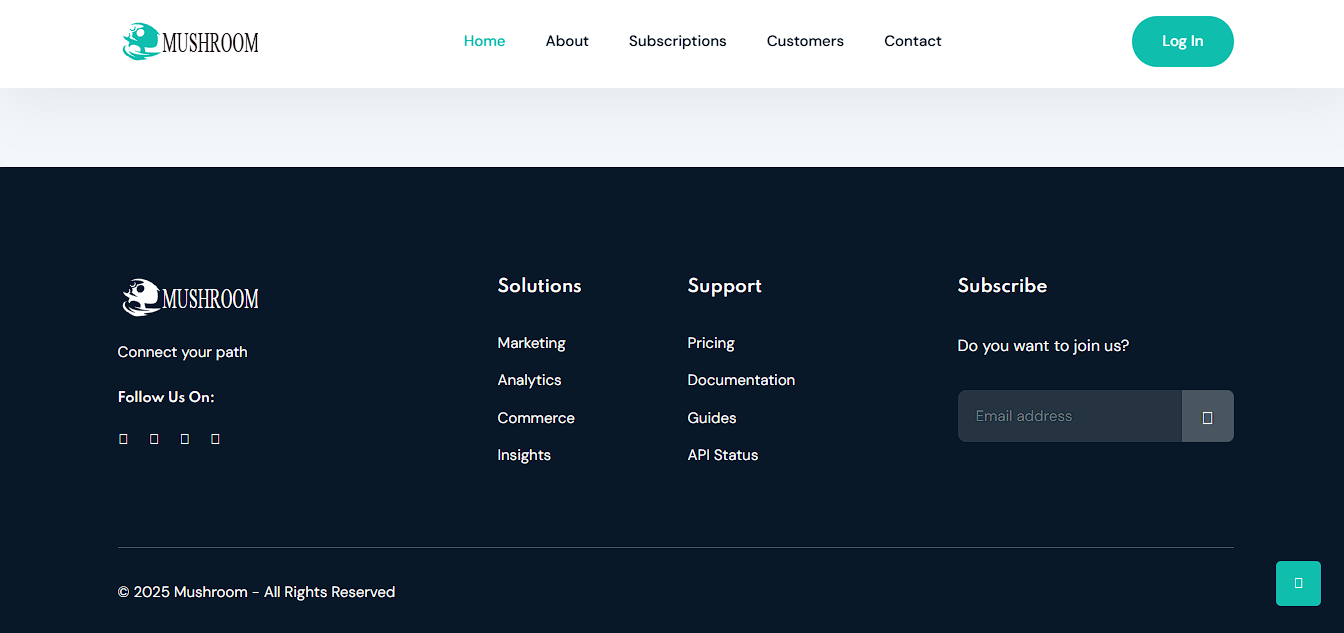 MUSHROOM
Home About Subscriptions Customers Contact
Log In
MUSHROOM
Connect your path
Follow Us On:
Solutions
Marketing
Analytics
Commerce
Insights
Support
Pricing
Documentation
Guides
API Status
Subscribe
Do you want to join us?
Email address
© 2025 Mushroom - All Rights Reserved